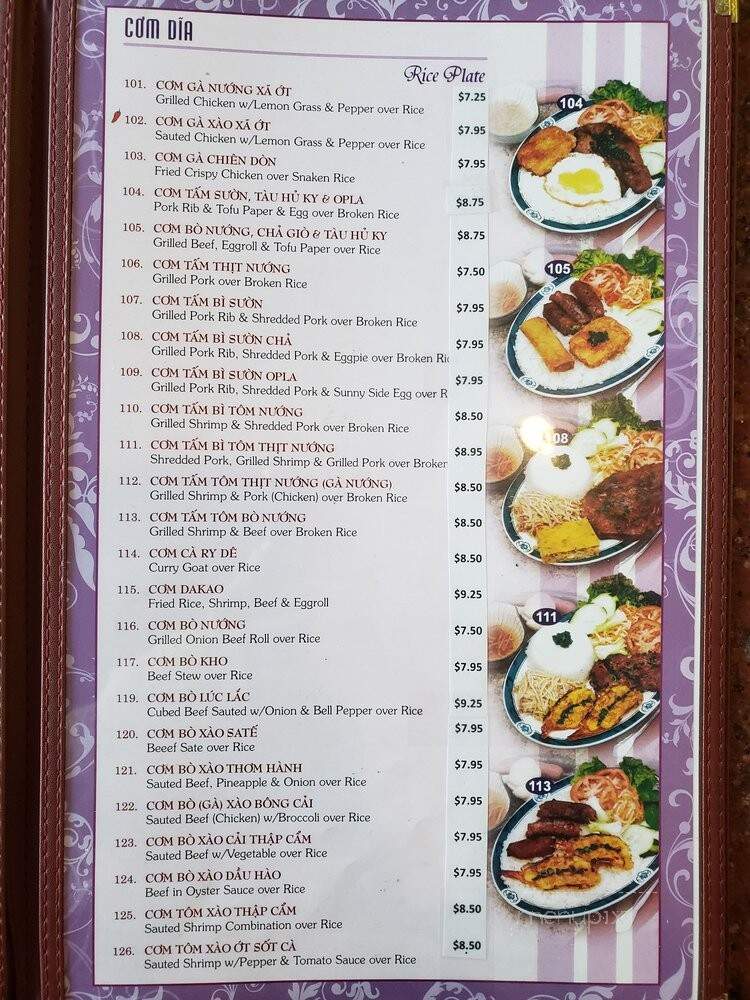 CƠM DĨA
Rice Plate
101. CƠM GÀ NƯỚNG XÃ ỚT $7.25
Grilled Chicken w/Lemon Grass & Pepper over Rice
102. CƠM GÀ XÀO XÃ ỚT $7.95
Sauted Chicken w/Lemon Grass & Pepper over Rice
103. CƠM GÀ CHIÊN DÒN $7.95
Fried Crispy Chicken over Snaken Rice
104. CƠM TẤM SƯỜN, TÀU HỦ KY & OPLA $8.75
Pork Rib & Tofu Paper & Egg over Broken Rice
105. CƠM BÒ NƯỚNG, CHẢ GIÒ & TÀU HỦ KY $8.75
Grilled Beef, Eggroll & Tofu Paper over Rice
106. CƠM TẤM THỊT NƯỚNG $7.50
Grilled Pork over Broken Rice
107. CƠM TẤM BÌ SƯỜN $7.95
Grilled Pork Rib & Shredded Pork over Broken Rice
108. CƠM TẤM BÌ SƯỜN CHẢ $7.95
Grilled Pork Rib, Shredded Pork & Eggpie over Broken Ric
109. CƠM TẤM BÌ SƯỜN OPLA $7.95
Grilled Pork Rib, Shredded Pork & Sunny Side Egg over R
110. CƠM TẤM BÌ TÔM NƯỚNG $8.50
Grilled Shrimp & Shredded Pork over Broken Rice
111. CƠM TẤM BÌ TÔM THỊT NƯỚNG $8.95
Shredded Pork, Grilled Shrimp & Grilled Pork over Broken
112. CƠM TẤM TÔM THỊT NƯỚNG (GÀ NƯỚNG) $8.50
Grilled Shrimp & Pork (Chicken) over Broken Rice
113. CƠM TẤM TÔM BÒ NƯỚNG $8.50
Grilled Shrimp & Beef over Broken Rice
114. CƠM CÀ RY DÊ $8.50
Curry Goat over Rice
115. CƠM DAKAO $9.25
Fried Rice, Shrimp, Beef & Eggroll
116. CƠM BÒ NƯỚNG $7.50
Grilled Onion Beef Roll over Rice
117. CƠM BÒ KHO $7.95
Beef Stew over Rice
119. CƠM BÒ LÚC LẮC $9.25
Cubed Beef Sauted w/Onion & Bell Pepper over Rice
120. CƠM BÒ XÀO SATẾ $7.95
Beeef Sate over Rice
121. CƠM BÒ XÀO THƠM HÀNH $7.95
Sauted Beef, Pineapple & Onion over Rice
122. CƠM BÒ (GÀ) XÀO BÔNG CẢI $7.95
Sauted Beef (Chicken) w/Broccoli over Rice
123. CƠM BÒ XÀO CẢI THẬP CẨM $7.95
Sauted Beef w/Vegetable over Rice
124. CƠM BÒ XÀO DẦU HÀO $7.95
Beef in Oyster Sauce over Rice
125. CƠM TÔM XÀO THẬP CẨM $8.50
Sauted Shrimp Combination over Rice
126. CƠM TÔM XÀO ỚT SỐT CÀ $8.50
Sauted Shrimp w/Pepper & Tomato Sauce over Rice
104
105
108
111
113